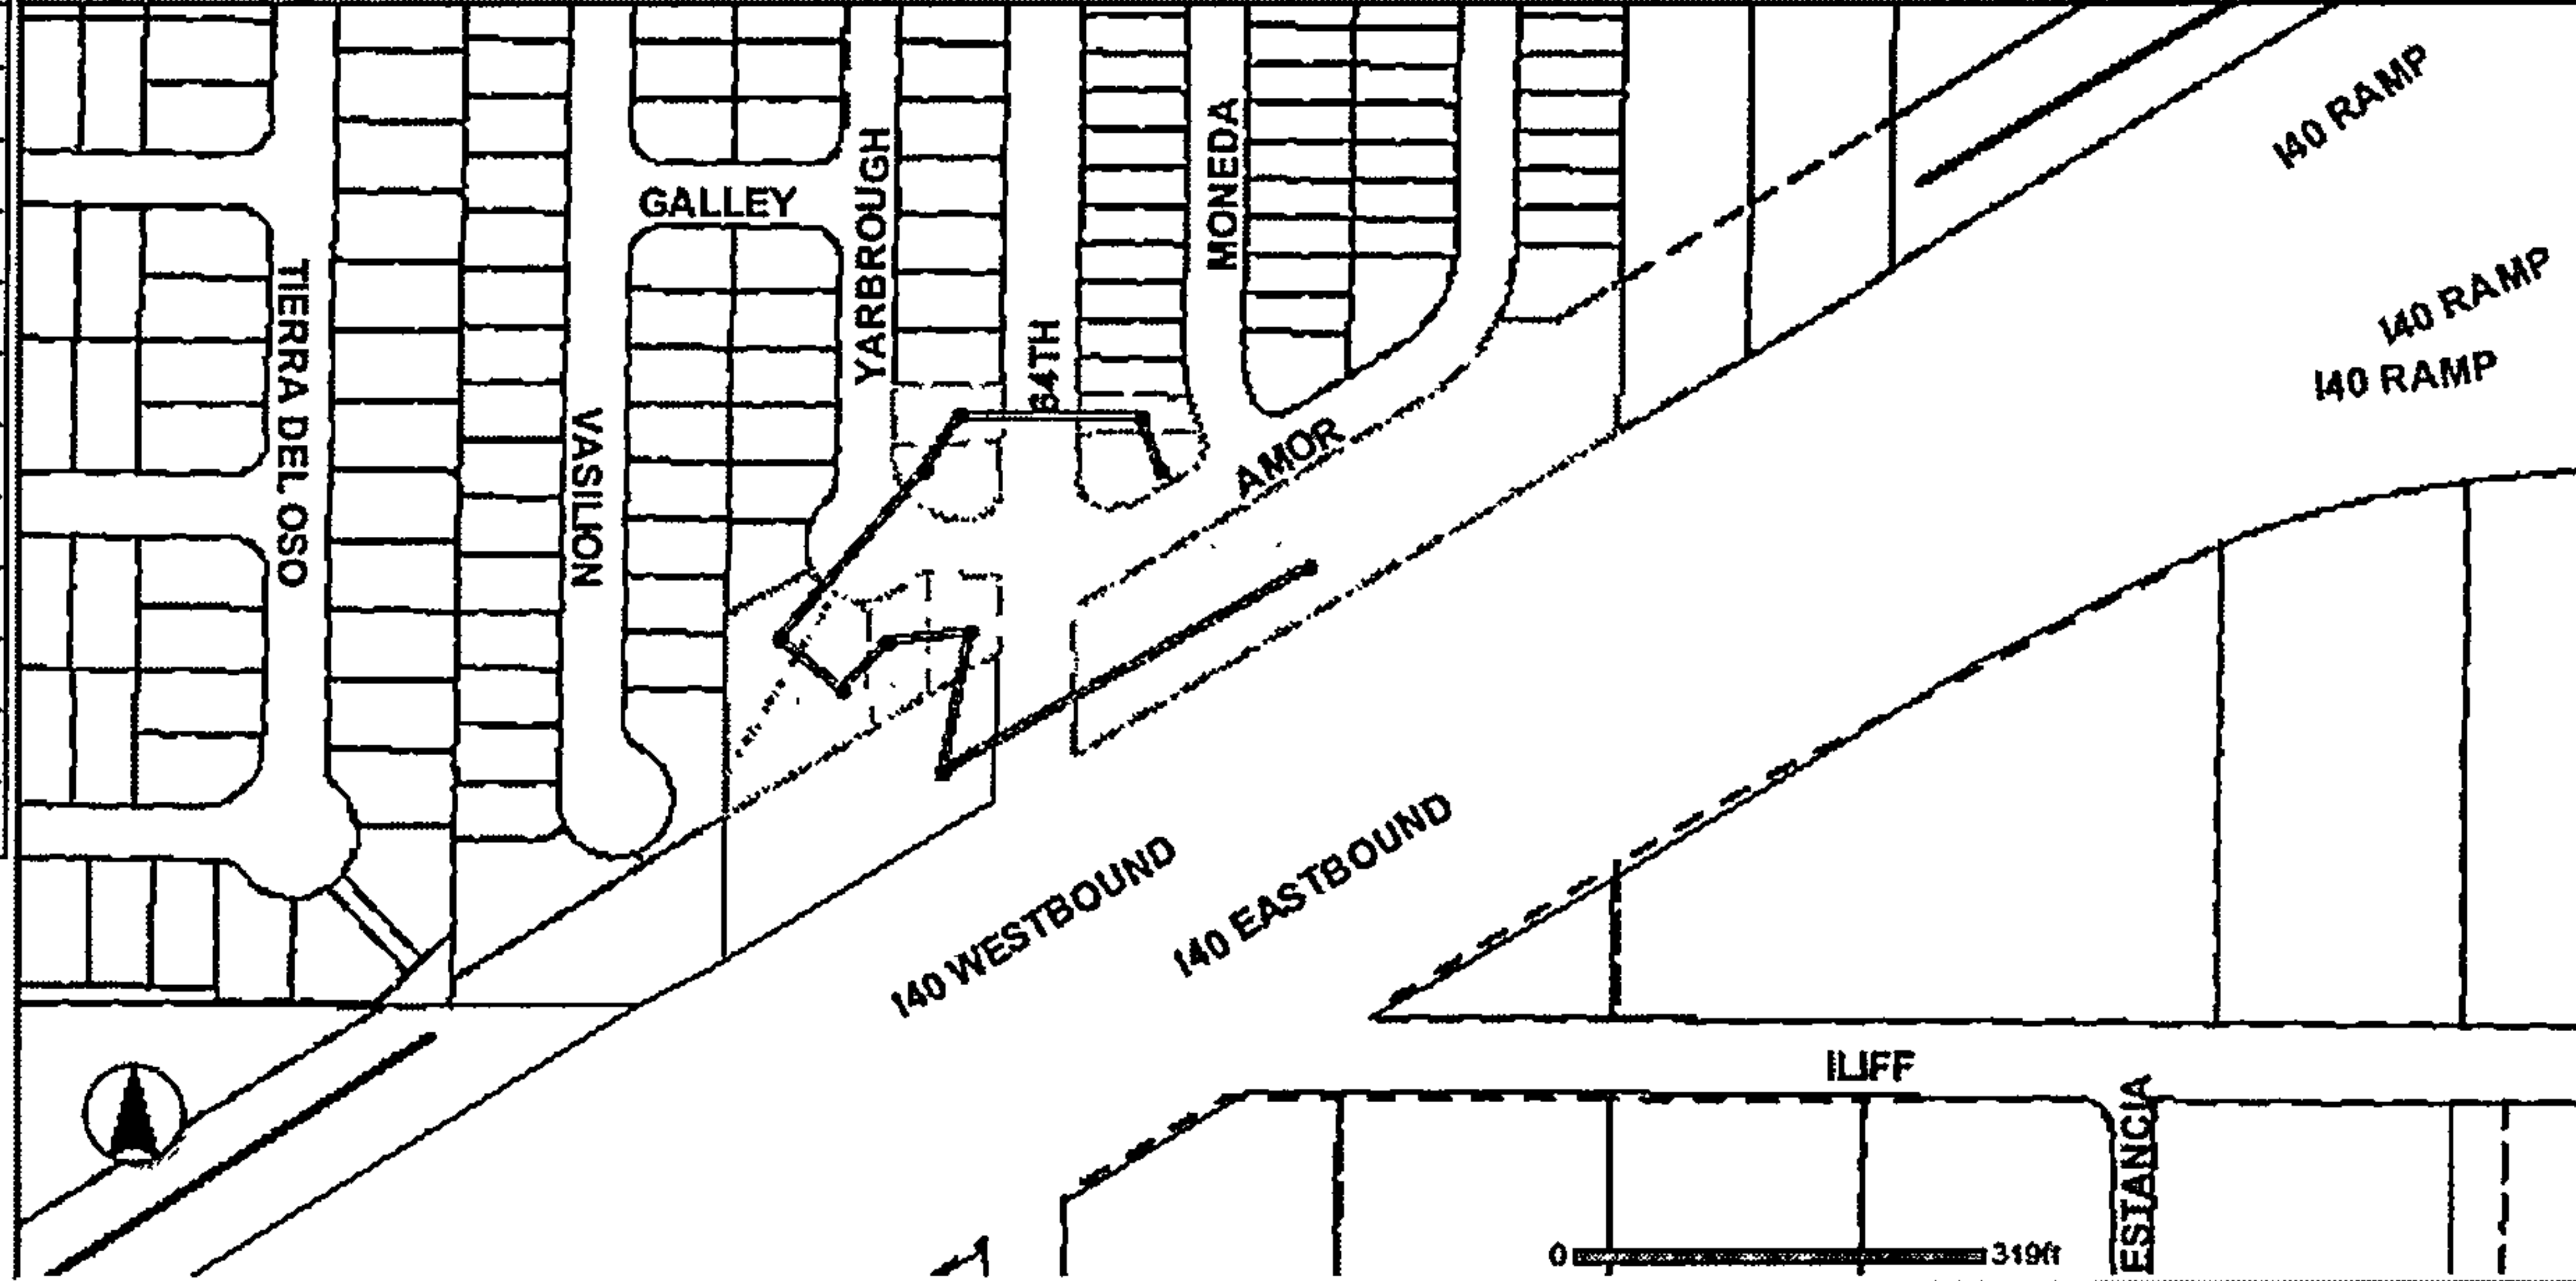 I40 RAMP
GALLEY
YARBROUGH
MONEDA
TIERRA DEL OSO
I40 RAMP
64TH
I40 RAMP
VASILION
AMOR
I40 WESTBOUND
I40 EASTBOUND
ILIFF
ESTANCIA
0 319ft